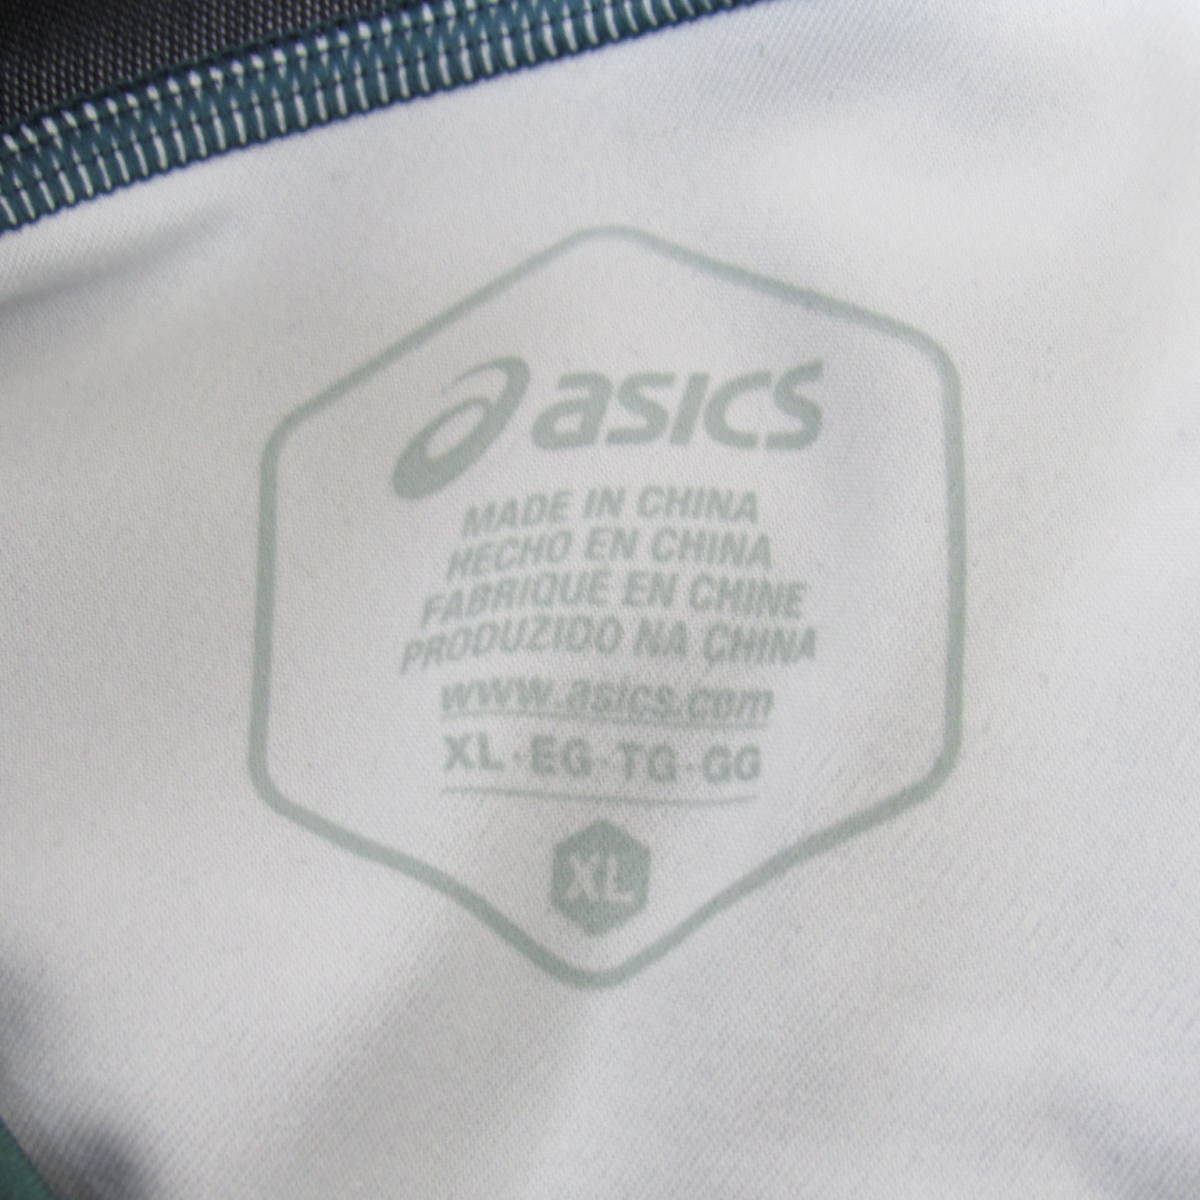 asics
MADE IN CHINA
HECHO EN CHINA
FABRIQUE EN CHINE
PRODUZIDO NA CHINA
www.asics.com
XL·EG·TG·GG
XL